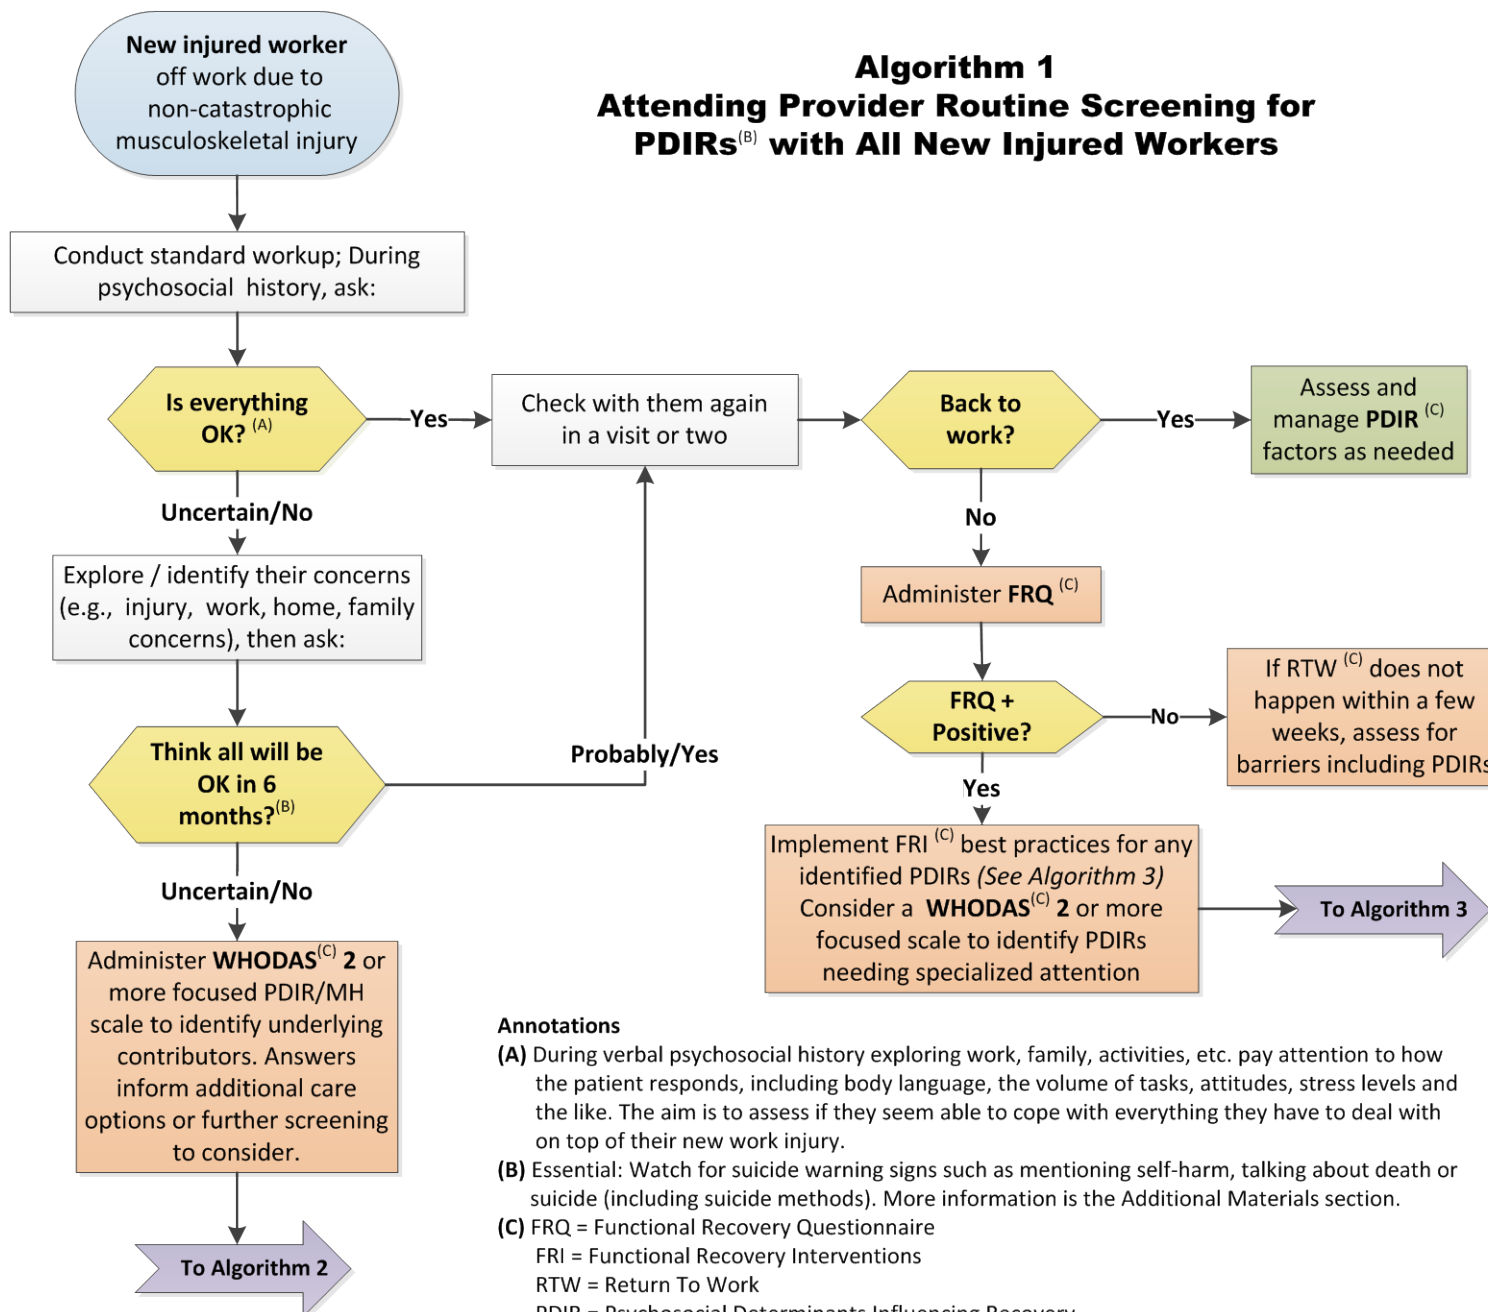 Algorithm 1
Attending Provider Routine Screening for
PDIRs(B) with All New Injured Workers
New injured worker
off work due to
non-catastrophic
musculoskeletal injury
Conduct standard workup; During
psychosocial history, ask:
Is everything
OK? (A)
Yes
Check with them again
in a visit or two
Back to
work?
Yes
Assess and
manage PDIR (C)
factors as needed
Uncertain/No
No
Explore / identify their concerns
(e.g., injury, work, home, family
concerns), then ask:
Administer FRQ (C)
Think all will be
OK in 6
months?(B)
Probably/Yes
FRQ +
Positive?
No
If RTW (C) does not
happen within a few
weeks, assess for
barriers including PDIRs
Yes
Uncertain/No
Implement FRI (C) best practices for any
identified PDIRs (See Algorithm 3)
Consider a WHODAS(C) 2 or more
focused scale to identify PDIRs
needing specialized attention
To Algorithm 3
Administer WHODAS(C) 2 or
more focused PDIR/MH
scale to identify underlying
contributors. Answers
inform additional care
options or further screening
to consider.
To Algorithm 2
Annotations
(A) During verbal psychosocial history exploring work, family, activities, etc. pay attention to how
the patient responds, including body language, the volume of tasks, attitudes, stress levels and
the like. The aim is to assess if they seem able to cope with everything they have to deal with
on top of their new work injury.
(B) Essential: Watch for suicide warning signs such as mentioning self-harm, talking about death or
suicide (including suicide methods). More information is the Additional Materials section.
(C) FRQ = Functional Recovery Questionnaire
FRI = Functional Recovery Interventions
RTW = Return To Work
PDIR = Psychosocial Determinants Influencing Recovery